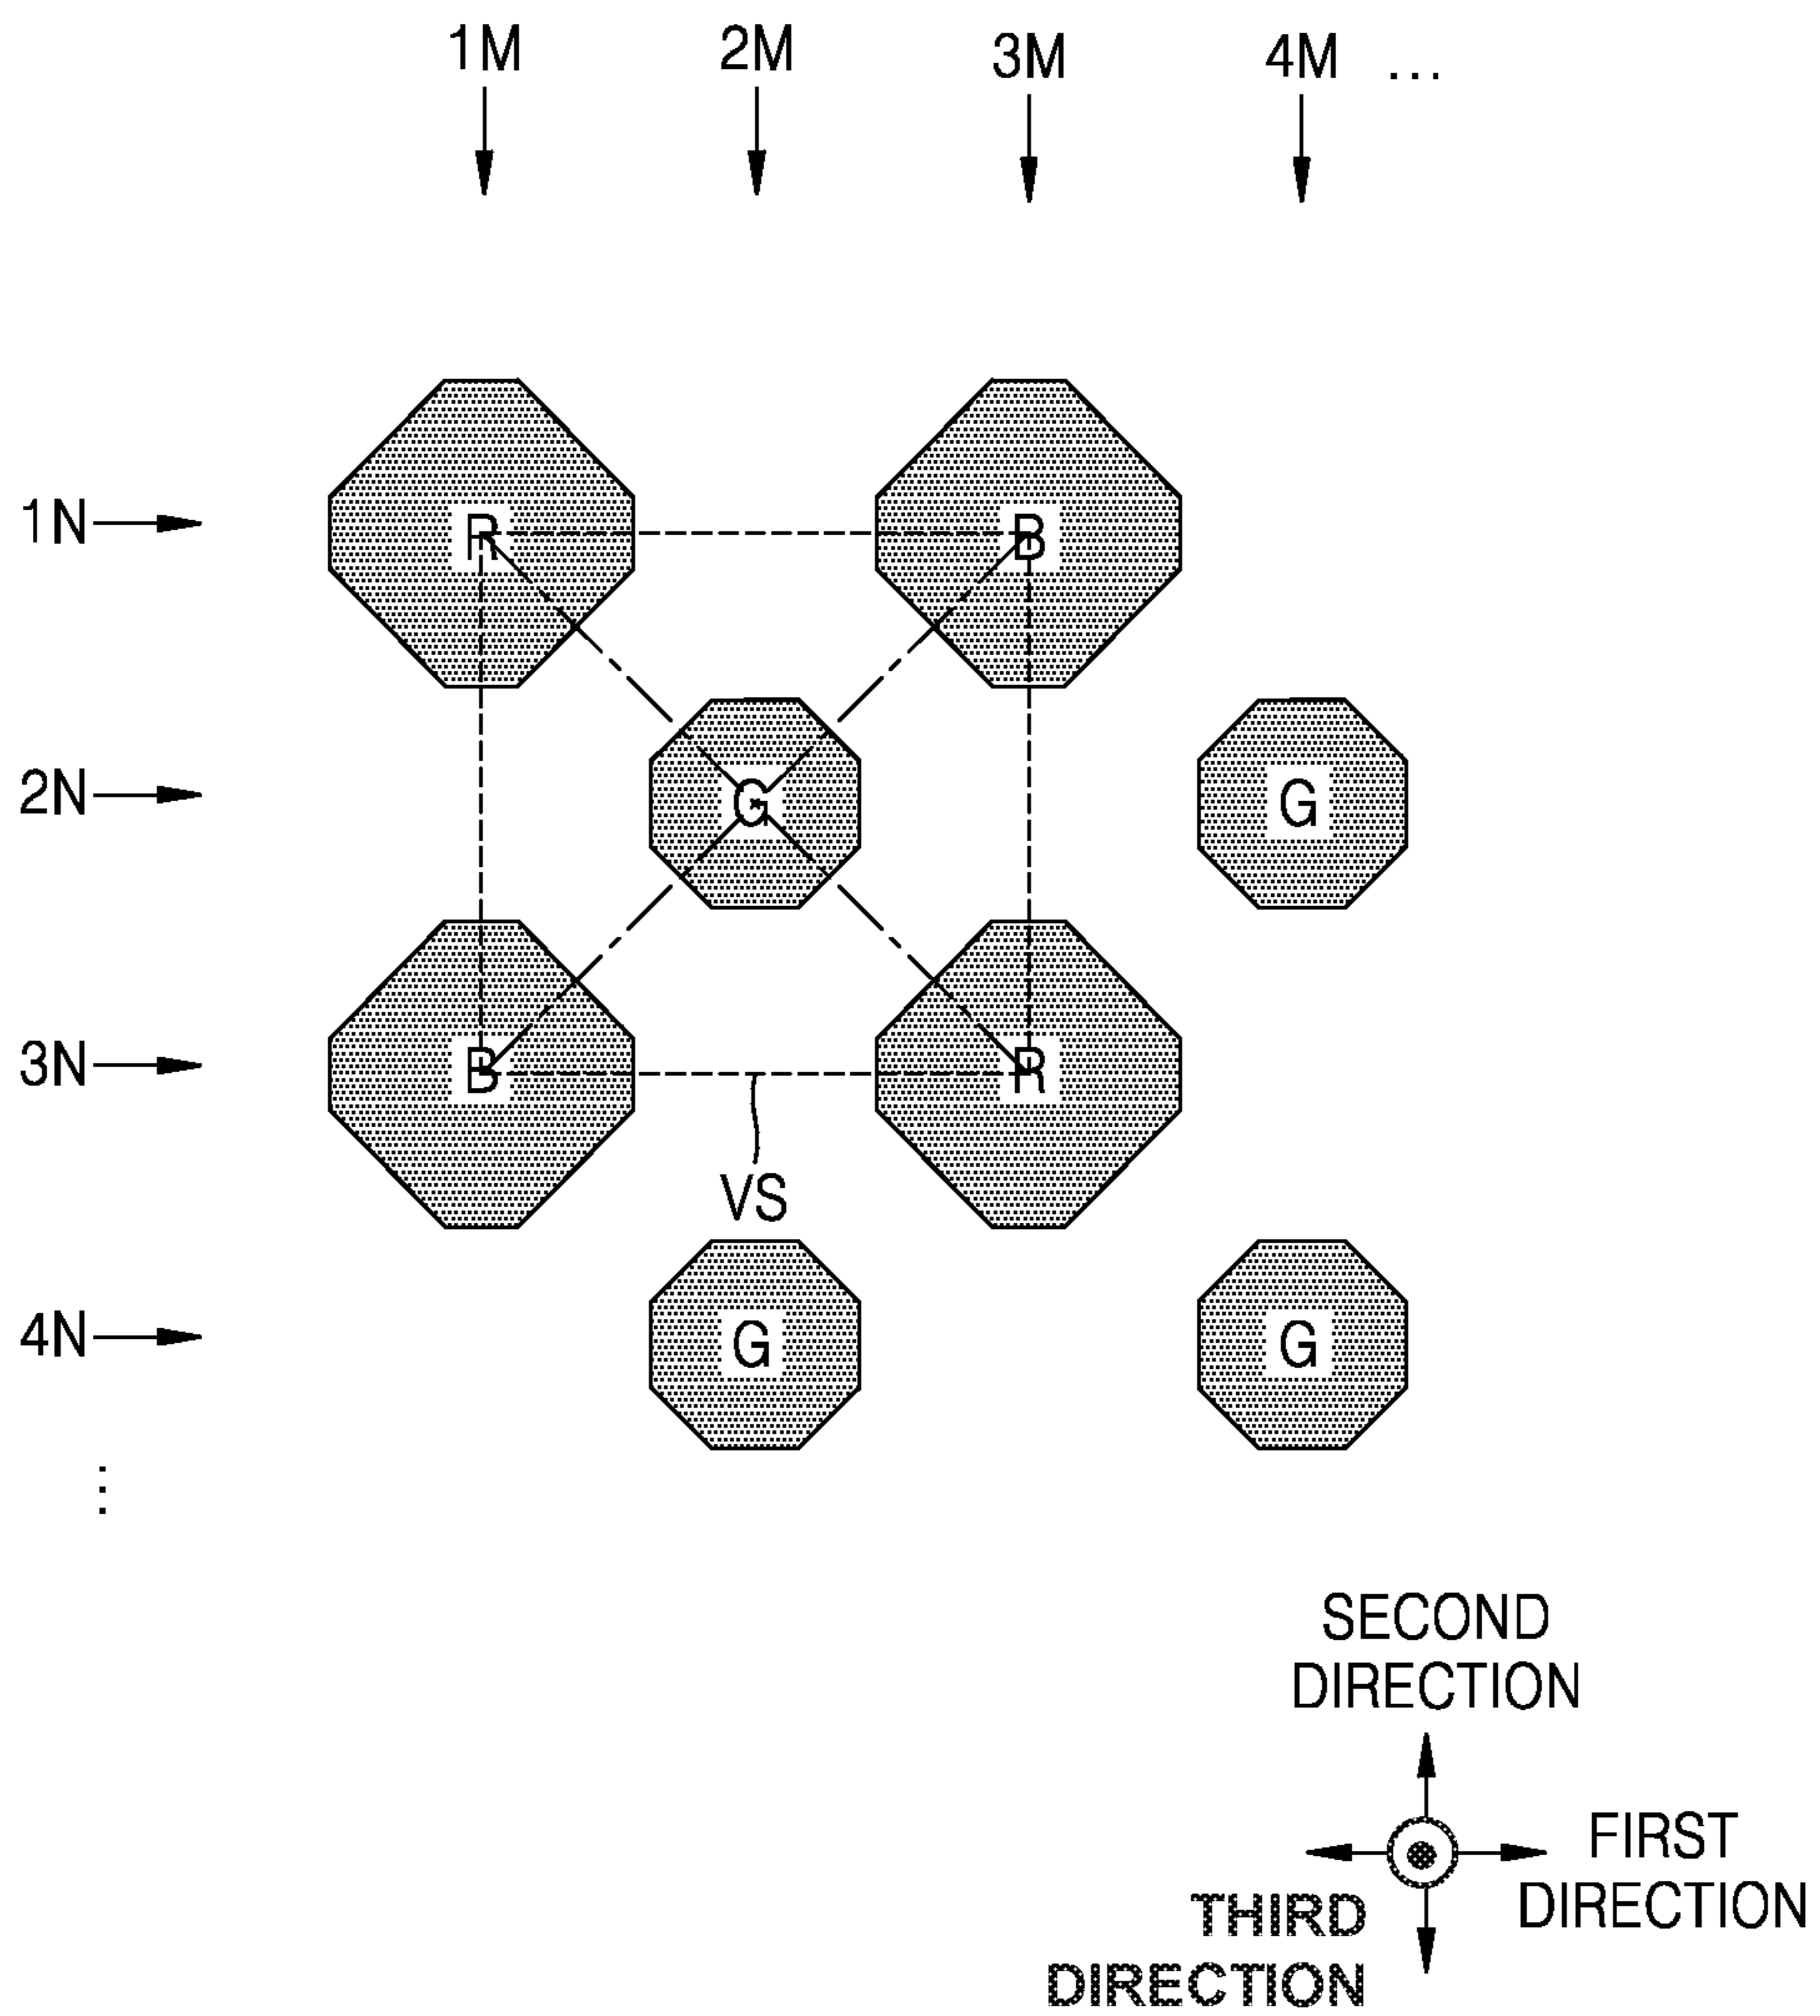 1M 2M 3M 4M ...
1N
R B
2N
G G
3N
B R
VS
4N
G G
⋮
SECOND
DIRECTION
FIRST
DIRECTION
THIRD
DIRECTION